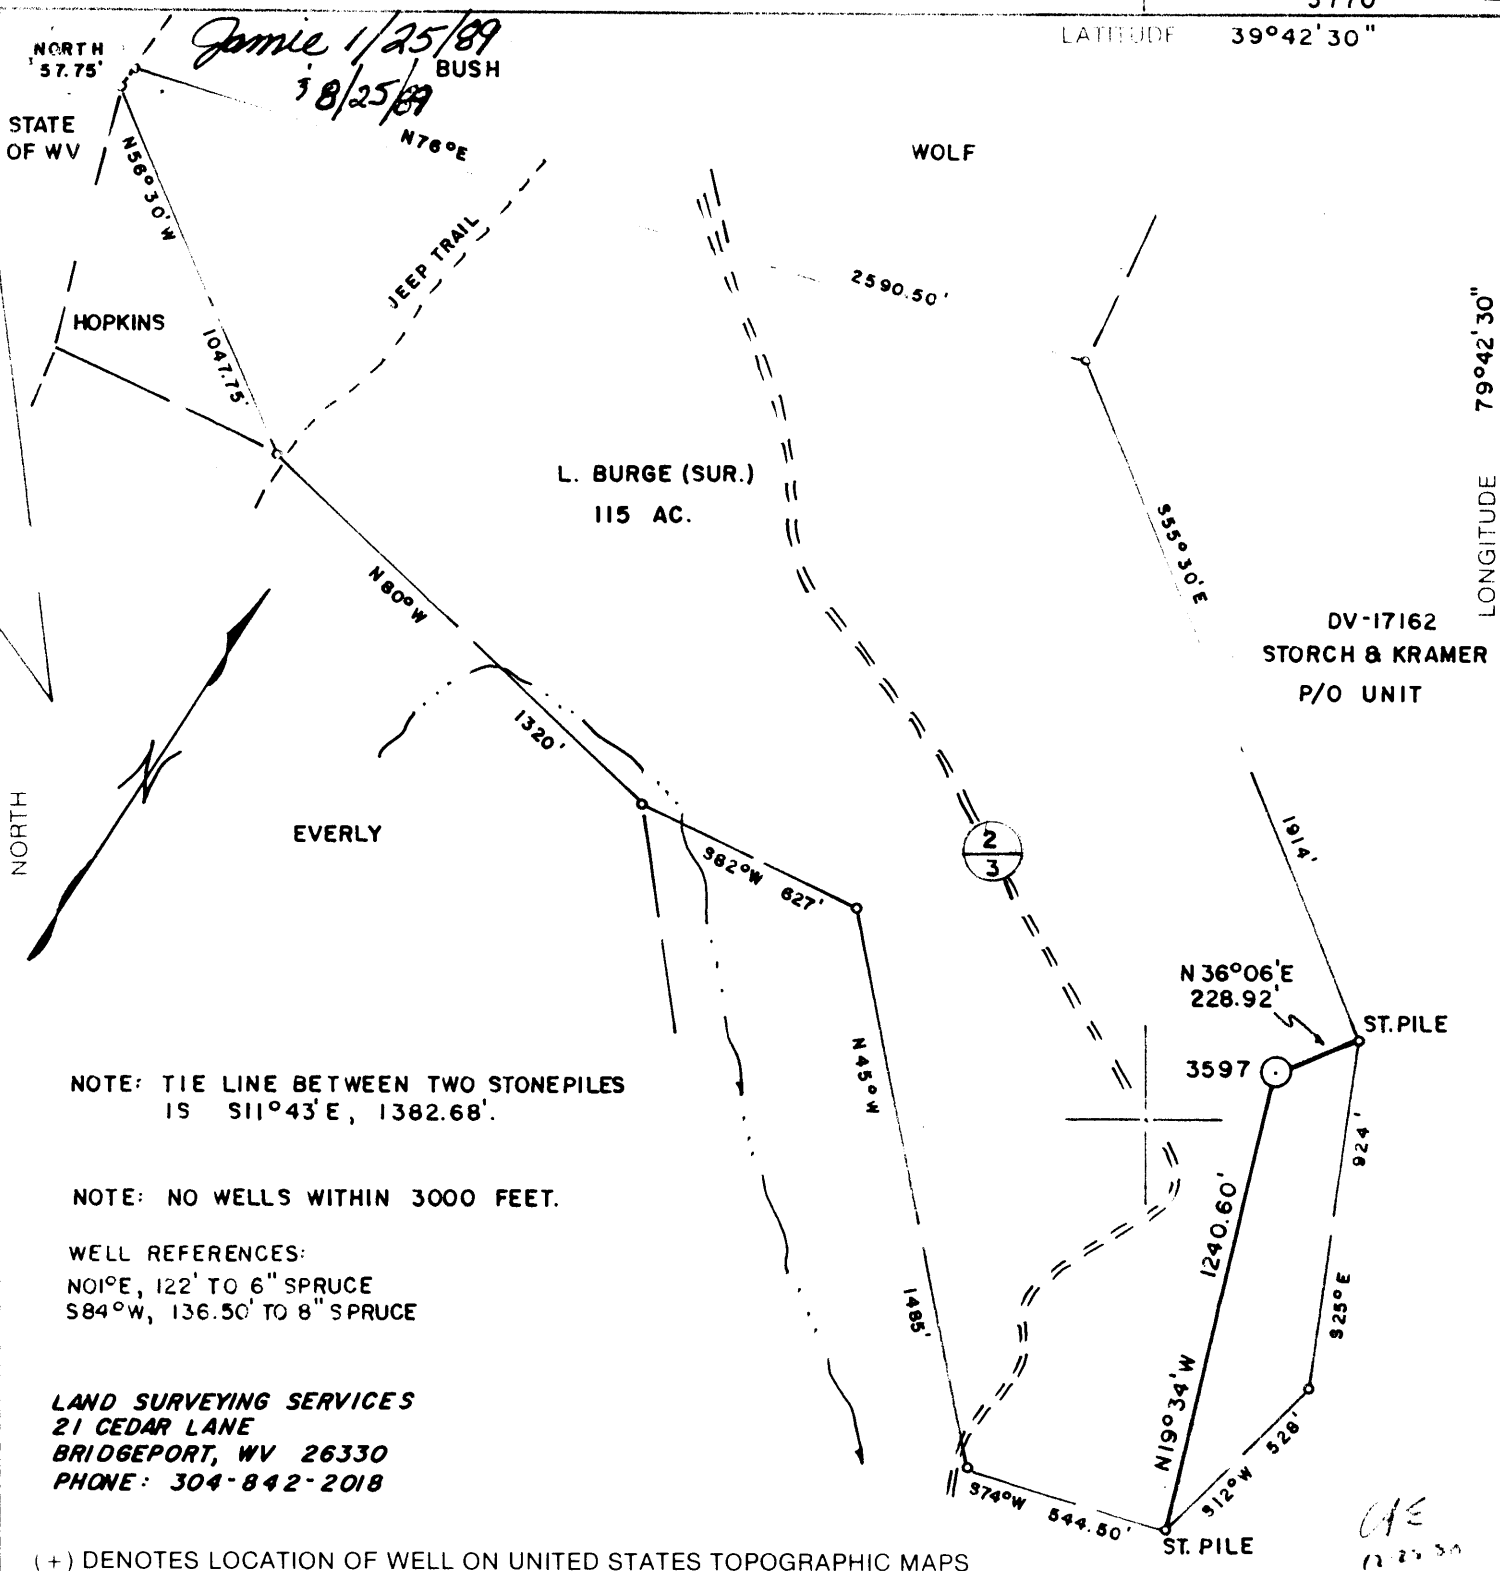 LATITUDE 39°42'30"
Jamie 1/25/89
8/25/89
NORTH
57.75'
BUSH
STATE
OF WV
N76°E
WOLF
N56°30'W
JEEP TRAIL
2590.50'
HOPKINS
1047.75'
79°42'30"
LONGITUDE
L. BURGE (SUR.)
115 AC.
S55°30'E
N80°W
DV-17162
STORCH & KRAMER
P/O UNIT
1320'
NORTH
EVERLY
2
3
1914'
S82°W 627'
N36°06'E
228.92'
ST. PILE
3597
N45°W
NOTE: TIE LINE BETWEEN TWO STONEPILES
IS S11°43'E, 1382.68'.
924'
NOTE: NO WELLS WITHIN 3000 FEET.
1240.60'
WELL REFERENCES:
N01°E, 122' TO 6" SPRUCE
S84°W, 136.50' TO 8" SPRUCE
1485'
S25°E
N19°34'W
LAND SURVEYING SERVICES
21 CEDAR LANE
BRIDGEPORT, WV 26330
PHONE: 304-842-2018
S74°W 544.50'
S12°W 528'
ST. PILE
(+) DENOTES LOCATION OF WELL ON UNITED STATES TOPOGRAPHIC MAPS